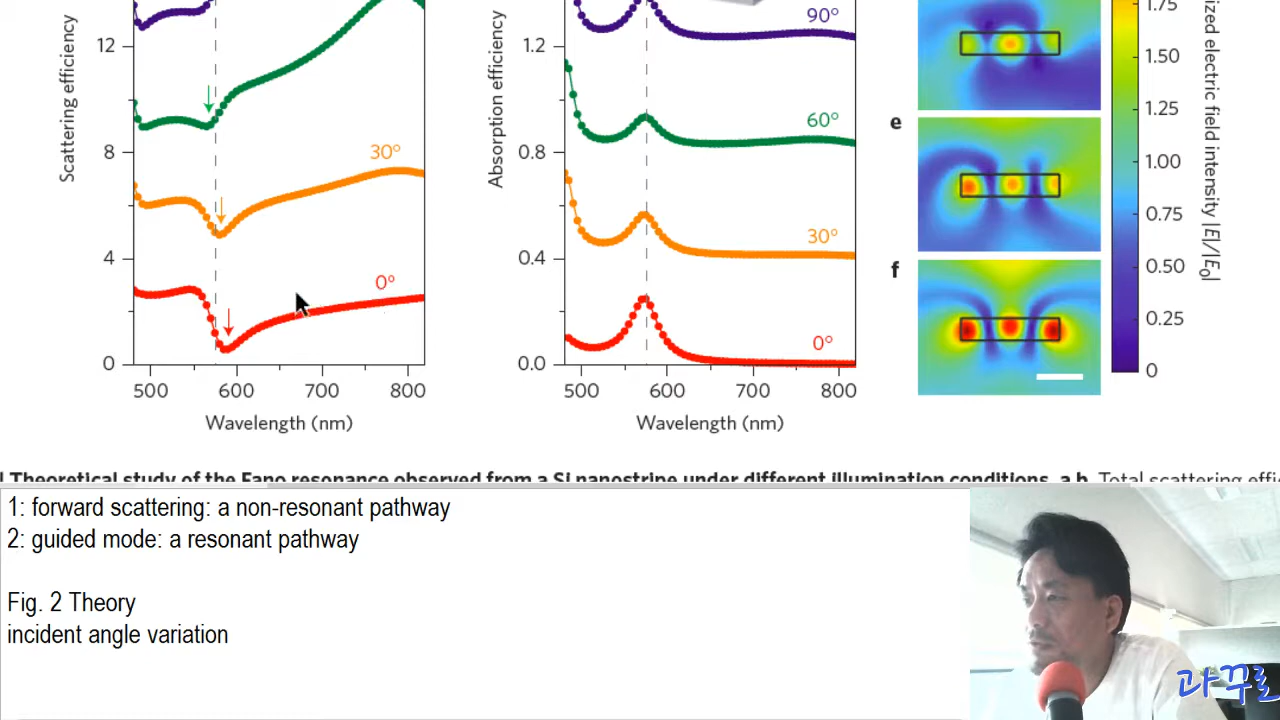 Scattering efficiency
12
8
4
0
30°
0°
500 600 700 800
Wavelength (nm)
Absorption efficiency
1.2
0.8
0.4
0.0
90°
60°
30°
0°
500 600 700 800
Wavelength (nm)
e
f
1.75
1.50
1.25
1.00
0.75
0.50
0.25
0
ized electric field intensity |E|/|E0|
Theoretical study of the Fano resonance observed from a Si nanostripe under different illumination conditions. a,b, Total scattering effi
1: forward scattering: a non-resonant pathway
2: guided mode: a resonant pathway
Fig. 2 Theory
incident angle variation
과꾸로